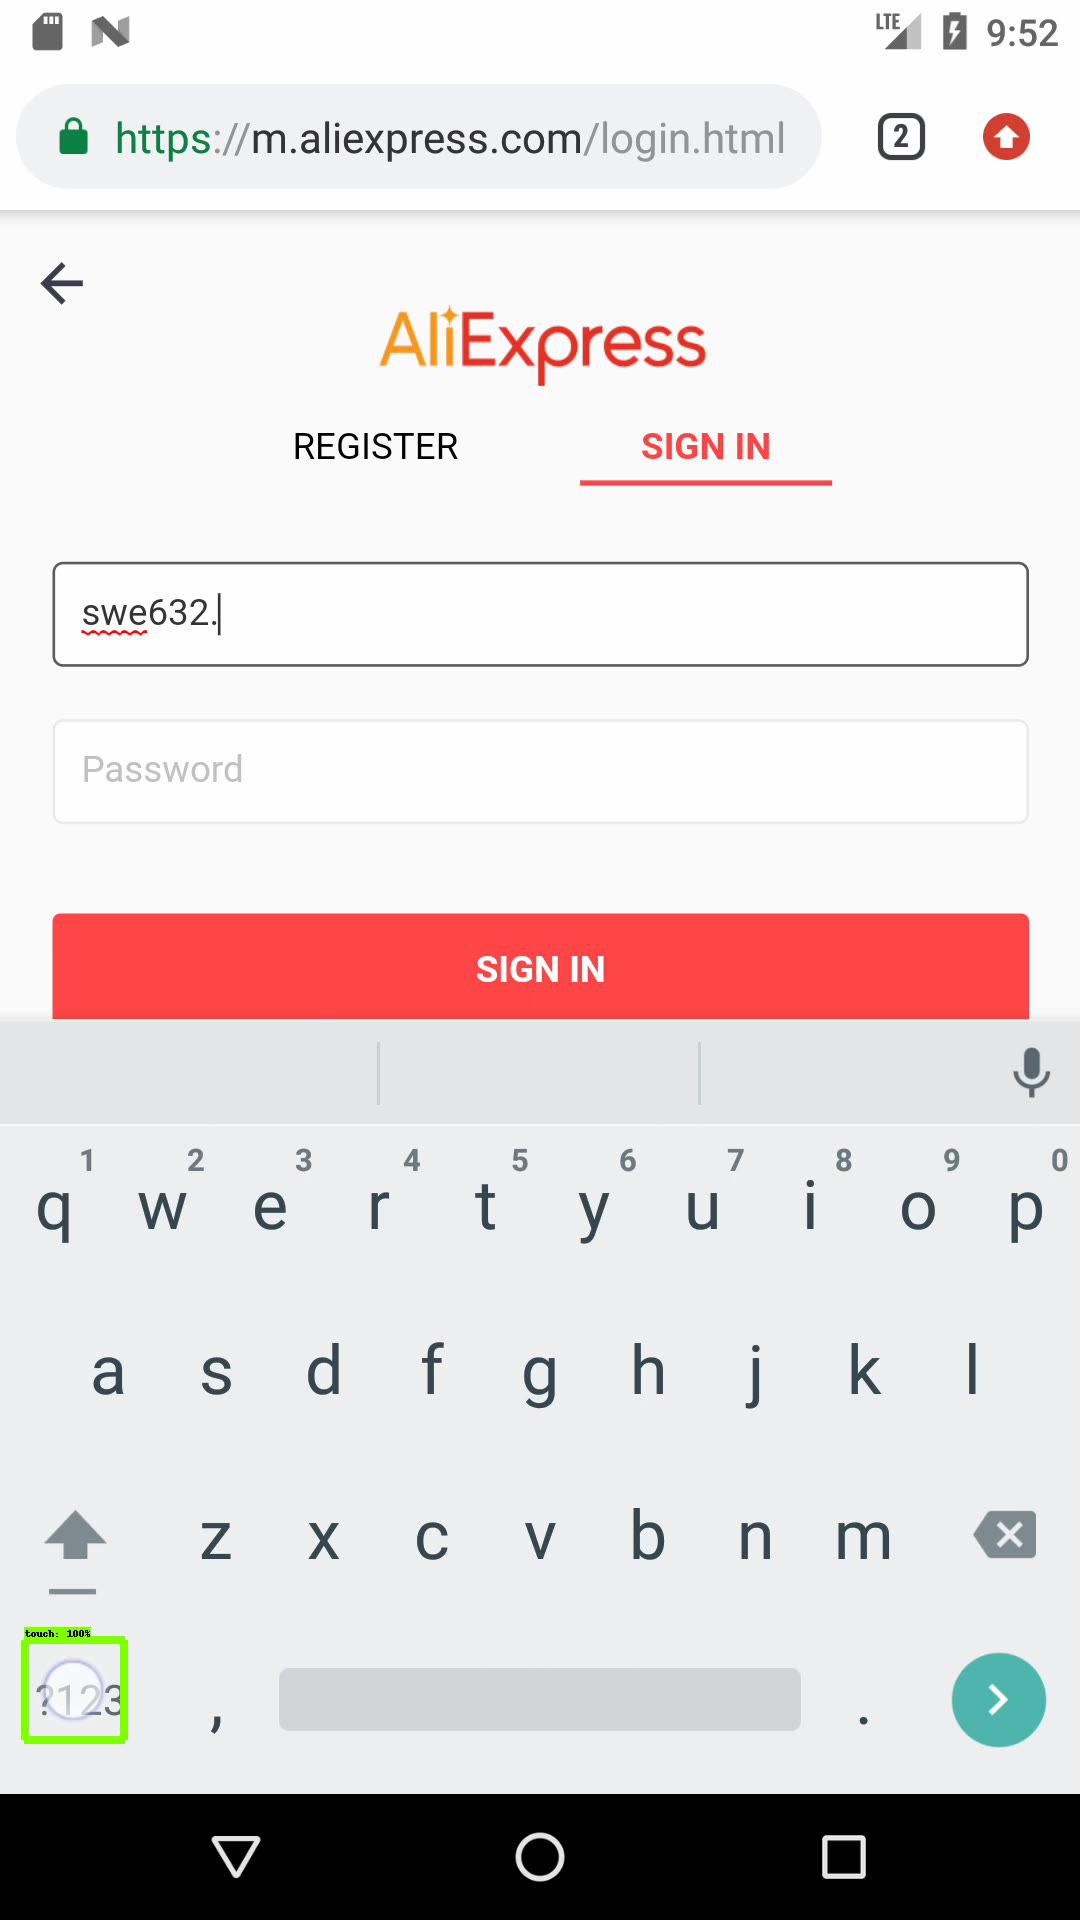 LTE 9:52
https://m.aliexpress.com/login.html 2
AliExpress
REGISTER SIGN IN
swe632.
Password
SIGN IN
1 2 3 4 5 6 7 8 9 0
q w e r t y u i o p
a s d f g h j k l
z x c v b n m
touch: 100%
?123 , .